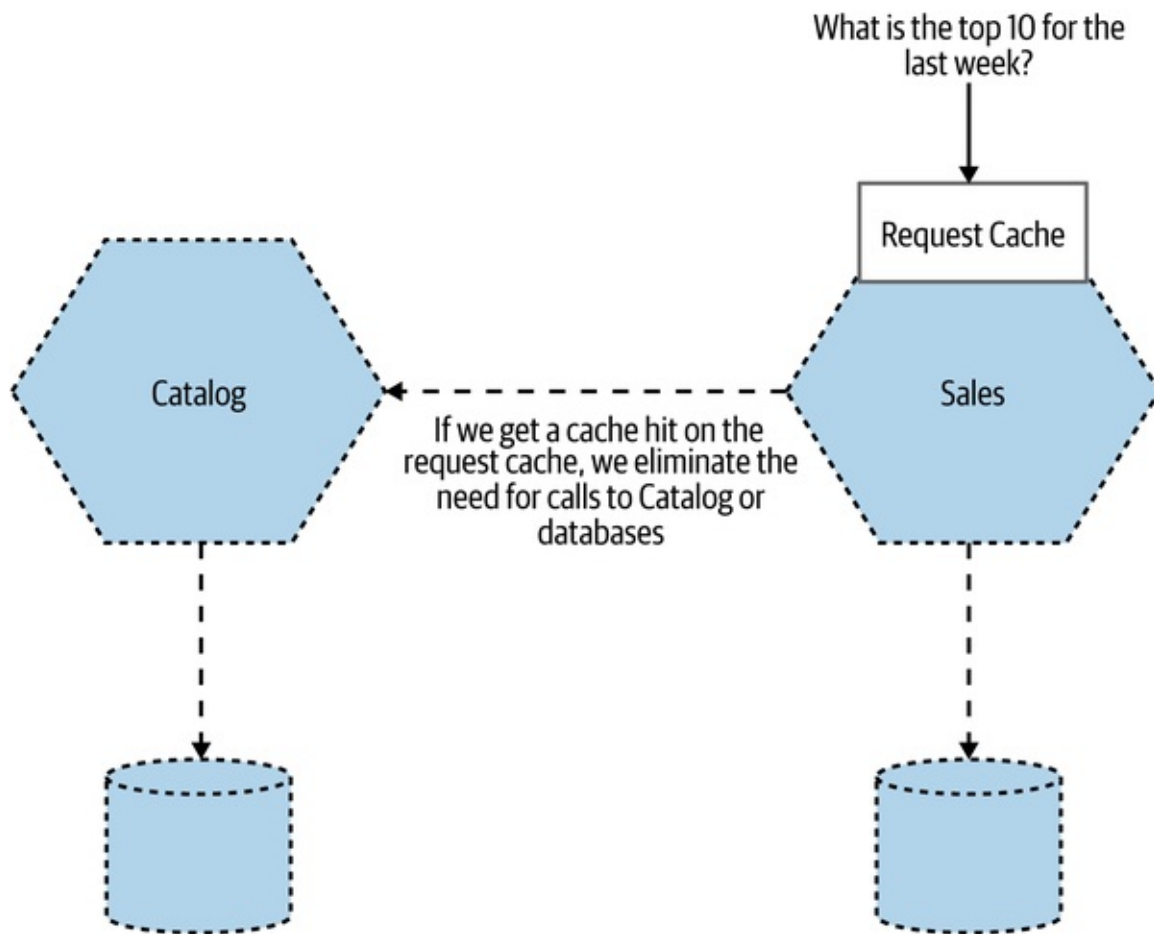 What is the top 10 for the
last week?
Request Cache
Catalog
Sales
If we get a cache hit on the
request cache, we eliminate the
need for calls to Catalog or
databases